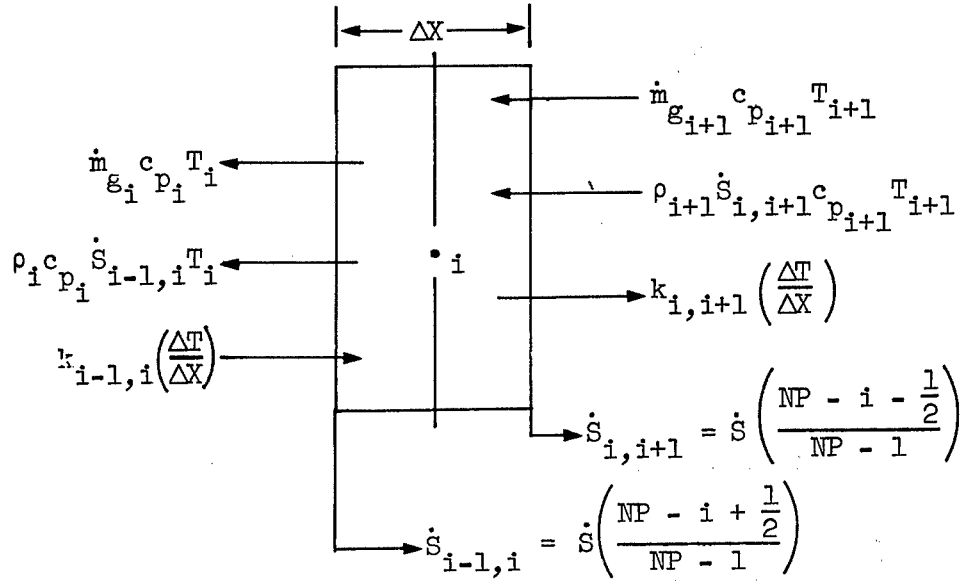 ΔX
ṁ_{g_{i+1}} c_{p_{i+1}} T_{i+1}
ṁ_{g_i} c_{p_i} T_i
ρ_{i+1} Ṡ_{i,i+1} c_{p_{i+1}} T_{i+1}
ρ_i c_{p_i} Ṡ_{i-1,i} T_i
i
k_{i,i+1} (ΔT/ΔX)
k_{i-1,i} (ΔT/ΔX)
Ṡ_{i,i+1} = Ṡ ((NP - i - 1/2)/(NP - 1))
Ṡ_{i-1,i} = Ṡ ((NP - i + 1/2)/(NP - 1))